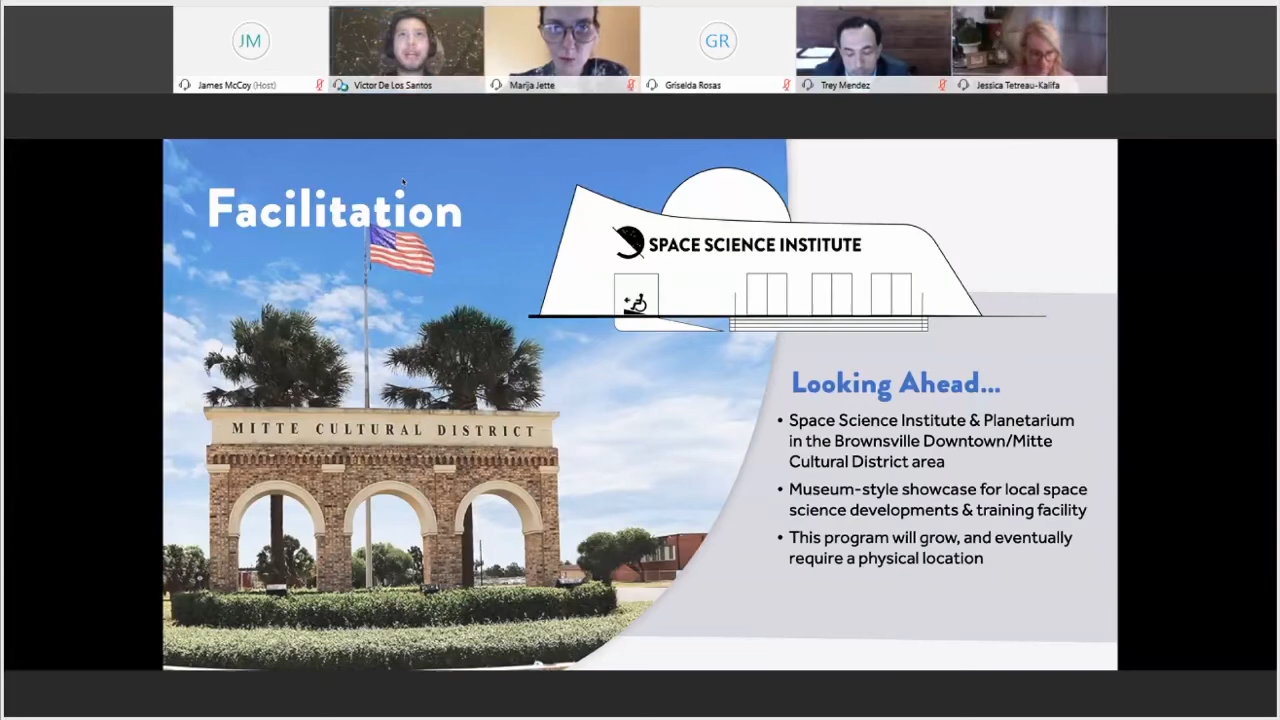 JM
GR
James McCoy (Host)
Victor De Los Santos
Marija Jette
Griselda Rosas
Trey Mendez
Jessica Tetreau-Kalifa
Facilitation
SPACE SCIENCE INSTITUTE
MITTE CULTURAL DISTRICT
Looking Ahead...
• Space Science Institute & Planetarium
in the Brownsville Downtown/Mitte
Cultural District area
• Museum-style showcase for local space
science developments & training facility
• This program will grow, and eventually
require a physical location